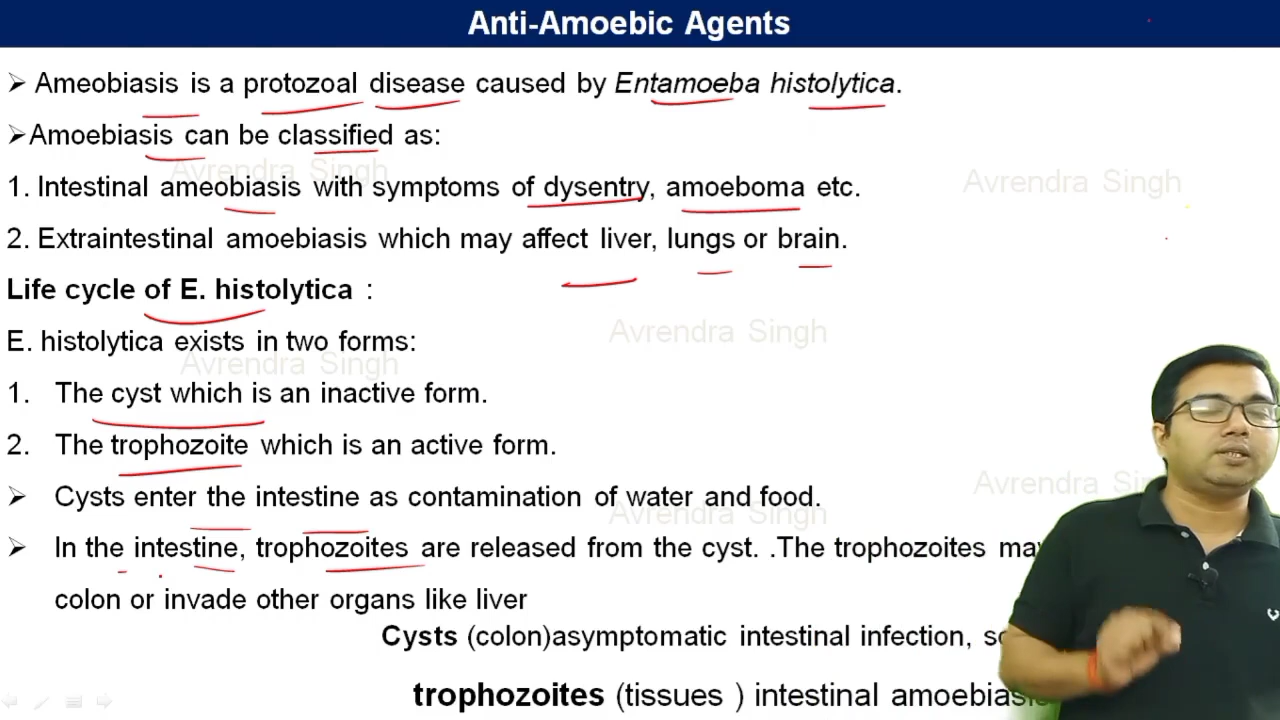 Anti-Amoebic Agents
➢ Ameobiasis is a protozoal disease caused by Entamoeba histolytica.
➢Amoebiasis can be classified as:
Avrendra Singh
Avrendra Singh
1. Intestinal ameobiasis with symptoms of dysentry, amoeboma etc.
2. Extraintestinal amoebiasis which may affect liver, lungs or brain.
Life cycle of E. histolytica :
Avrendra Singh
E. histolytica exists in two forms:
Avrendra Singh
1. The cyst which is an inactive form.
2. The trophozoite which is an active form.
Avrendra Singh
➢ Cysts enter the intestine as contamination of water and food.
Avrendra Singh
➢ In the intestine, trophozoites are released from the cyst. .The trophozoites may
colon or invade other organs like liver
Cysts (colon)asymptomatic intestinal infection,
trophozoites (tissues ) intestinal amoebiasis